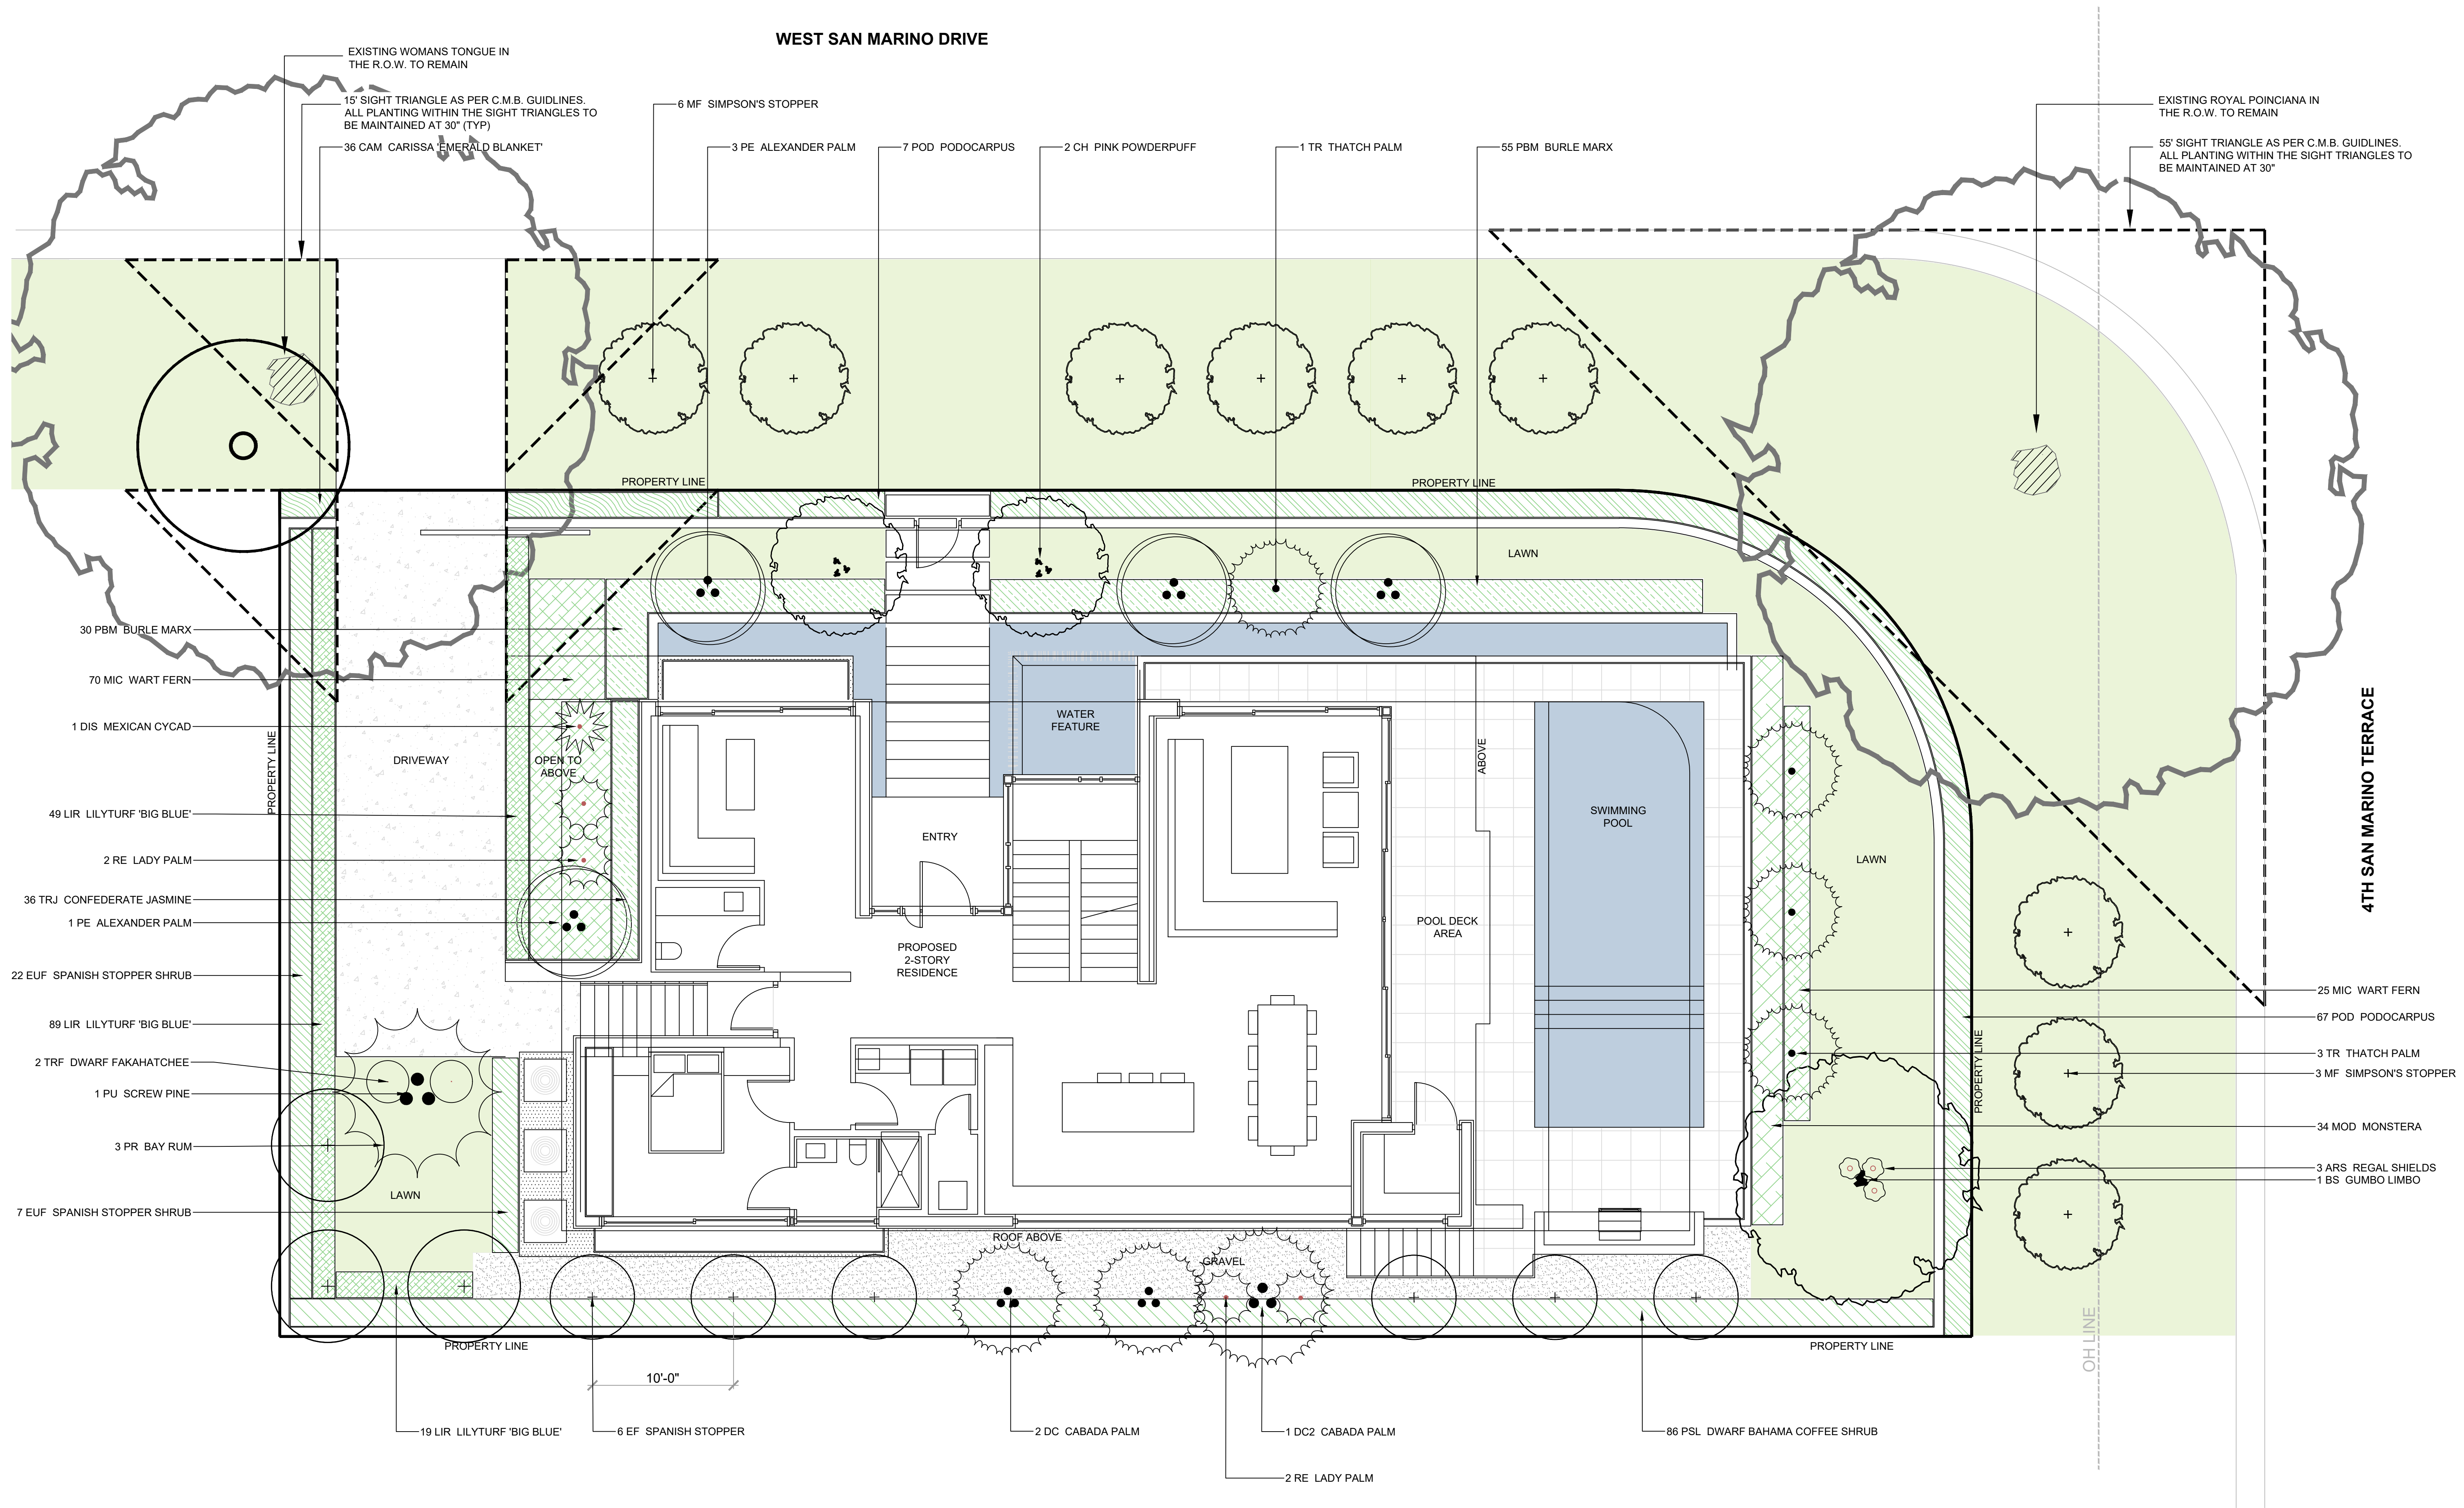 WEST SAN MARINO DRIVE
EXISTING WOMANS TONGUE IN
THE R.O.W. TO REMAIN
15' SIGHT TRIANGLE AS PER C.M.B. GUIDLINES.
ALL PLANTING WITHIN THE SIGHT TRIANGLES TO
BE MAINTAINED AT 30" (TYP)
36 CAM CARISSA 'EMERALD BLANKET'
6 MF SIMPSON'S STOPPER
3 PE ALEXANDER PALM
7 POD PODOCARPUS
2 CH PINK POWDERPUFF
1 TR THATCH PALM
55 PBM BURLE MARX
EXISTING ROYAL POINCIANA IN
THE R.O.W. TO REMAIN
55' SIGHT TRIANGLE AS PER C.M.B. GUIDLINES.
ALL PLANTING WITHIN THE SIGHT TRIANGLES TO
BE MAINTAINED AT 30"
PROPERTY LINE
PROPERTY LINE
LAWN
30 PBM BURLE MARX
70 MIC WART FERN
1 DIS MEXICAN CYCAD
49 LIR LILYTURF 'BIG BLUE'
2 RE LADY PALM
36 TRJ CONFEDERATE JASMINE
1 PE ALEXANDER PALM
22 EUF SPANISH STOPPER SHRUB
89 LIR LILYTURF 'BIG BLUE'
2 TRF DWARF FAKAHATCHEE
1 PU SCREW PINE
3 PR BAY RUM
7 EUF SPANISH STOPPER SHRUB
PROPERTY LINE
DRIVEWAY
OPEN TO
ABOVE
WATER
FEATURE
ENTRY
PROPOSED
2-STORY
RESIDENCE
ABOVE
POOL DECK
AREA
SWIMMING
POOL
LAWN
4TH SAN MARINO TERRACE
25 MIC WART FERN
67 POD PODOCARPUS
3 TR THATCH PALM
3 MF SIMPSON'S STOPPER
34 MOD MONSTERA
3 ARS REGAL SHIELDS
1 BS GUMBO LIMBO
PROPERTY LINE
LAWN
ROOF ABOVE
GRAVEL
PROPERTY LINE
PROPERTY LINE
OH LINE
10'-0"
19 LIR LILYTURF 'BIG BLUE'
6 EF SPANISH STOPPER
2 DC CABADA PALM
1 DC2 CABADA PALM
86 PSL DWARF BAHAMA COFFEE SHRUB
2 RE LADY PALM